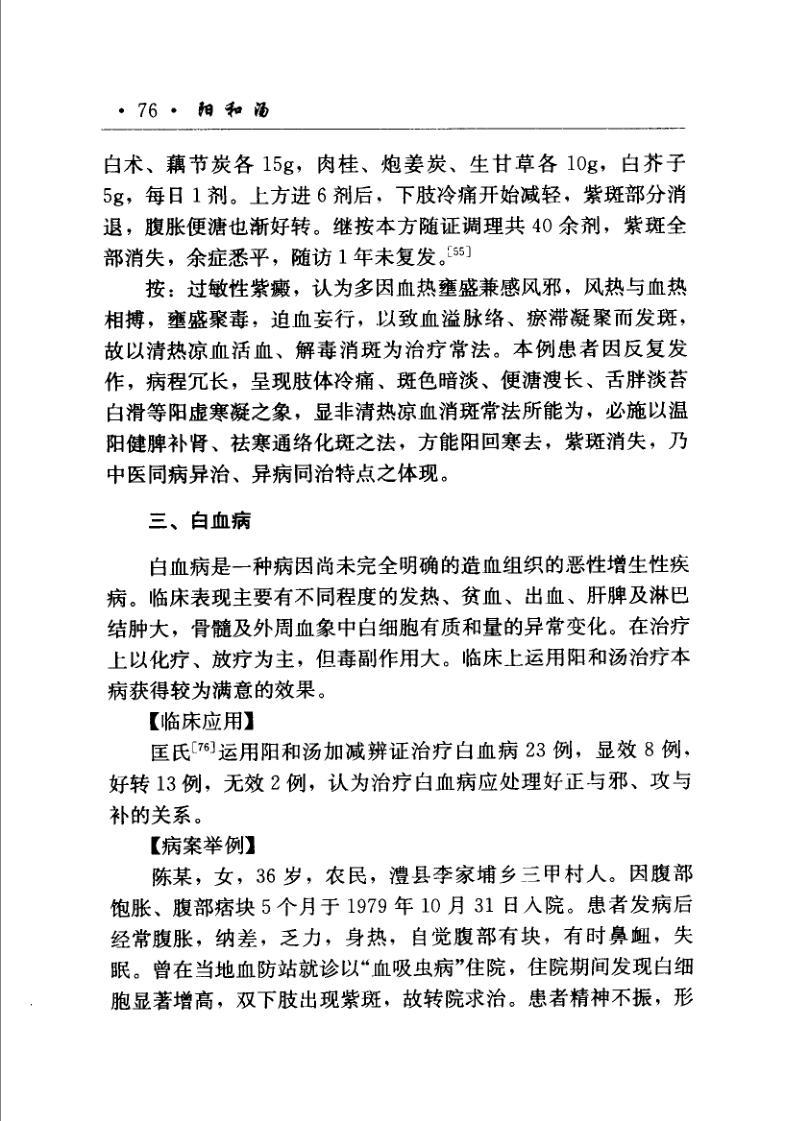 ·76· 阳和汤
白术、藕节炭各 15g，肉桂、炮姜炭、生甘草各 10g，白芥子
5g，每日 1 剂。上方进 6 剂后，下肢冷痛开始减轻，紫斑部分消
退，腹胀便溏也渐好转。继按本方随证调理共 40 余剂，紫斑全
部消失，余症悉平，随访 1 年未复发。[55]
按：过敏性紫癜，认为多因血热壅盛兼感风邪，风热与血热
相搏，壅盛聚毒，迫血妄行，以致血溢脉络、瘀滞凝聚而发斑，
故以清热凉血活血、解毒消斑为治疗常法。本例患者因反复发
作，病程冗长，呈现肢体冷痛、斑色暗淡、便溏溲长、舌胖淡苔
白滑等阳虚寒凝之象，显非清热凉血消斑常法所能为，必施以温
阳健脾补肾、祛寒通络化斑之法，方能阳回寒去，紫斑消失，乃
中医同病异治、异病同治特点之体现。
三、白血病
白血病是一种病因尚未完全明确的造血组织的恶性增生性疾
病。临床表现主要有不同程度的发热、贫血、出血、肝脾及淋巴
结肿大，骨髓及外周血象中白细胞有质和量的异常变化。在治疗
上以化疗、放疗为主，但毒副作用大。临床上运用阳和汤治疗本
病获得较为满意的效果。
【临床应用】
匡氏[76]运用阳和汤加减辨证治疗白血病 23 例，显效 8 例，
好转 13 例，无效 2 例，认为治疗白血病应处理好正与邪、攻与
补的关系。
【病案举例】
陈某，女，36 岁，农民，澧县李家埔乡三甲村人。因腹部
饱胀、腹部痞块 5 个月于 1979 年 10 月 31 日入院。患者发病后
经常腹胀，纳差，乏力，身热，自觉腹部有块，有时鼻衄，失
眠。曾在当地血防站就诊以“血吸虫病”住院，住院期间发现白细
胞显著增高，双下肢出现紫斑，故转院求治。患者精神不振，形